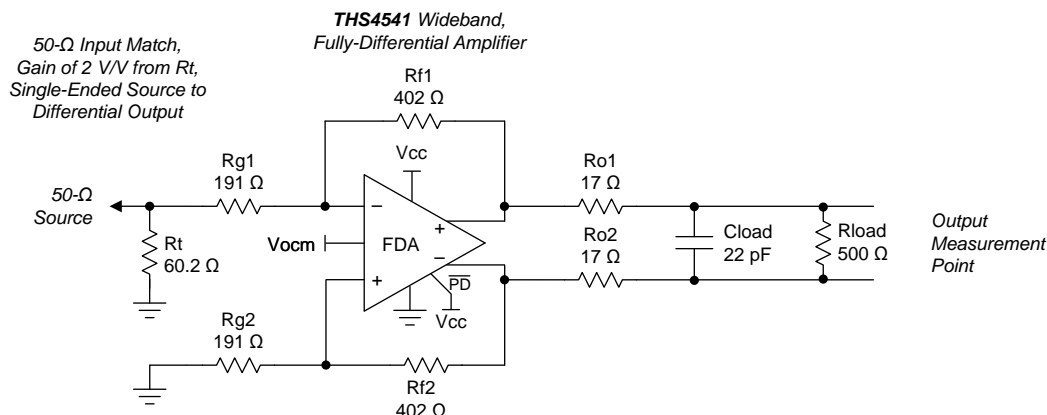 THS4541 Wideband,
Fully-Differential Amplifier
50-Ω Input Match,
Gain of 2 V/V from Rt,
Single-Ended Source to
Differential Output
Rf1
402 Ω
Vcc
Rg1
191 Ω
Ro1
17 Ω
50-Ω
Source
Rt
60.2 Ω
Vocm
−
+
FDA
+
−
PD
Vcc
Ro2
17 Ω
Cload
22 pF
Rload
500 Ω
Output
Measurement
Point
Rg2
191 Ω
Rf2
402 Ω